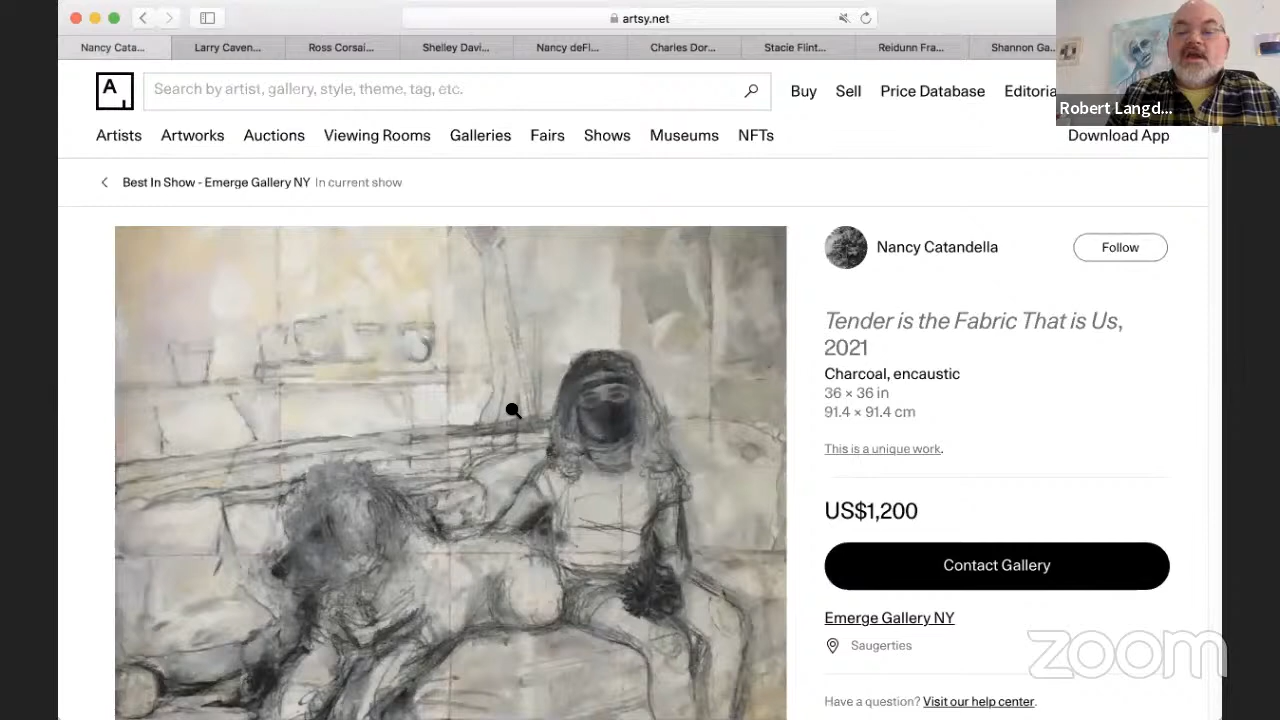 artsy.net
Nancy Cata...
Larry Caven...
Ross Corsai...
Shelley Davi...
Nancy deFl...
Charles Dor...
Stacie Flint...
Reidunn Fra...
Shannon Ga...
A
Search by artist, gallery, style, theme, tag, etc.
Buy Sell Price Database Editoria
Robert Langd...
Artists Artworks Auctions Viewing Rooms Galleries Fairs Shows Museums NFTs
Download App
Best In Show - Emerge Gallery NY In current show
Nancy Catandella
Follow
Tender is the Fabric That is Us,
2021
Charcoal, encaustic
36 × 36 in
91.4 × 91.4 cm
This is a unique work.
US$1,200
Contact Gallery
Emerge Gallery NY
Saugerties
zoom
Have a question? Visit our help center.